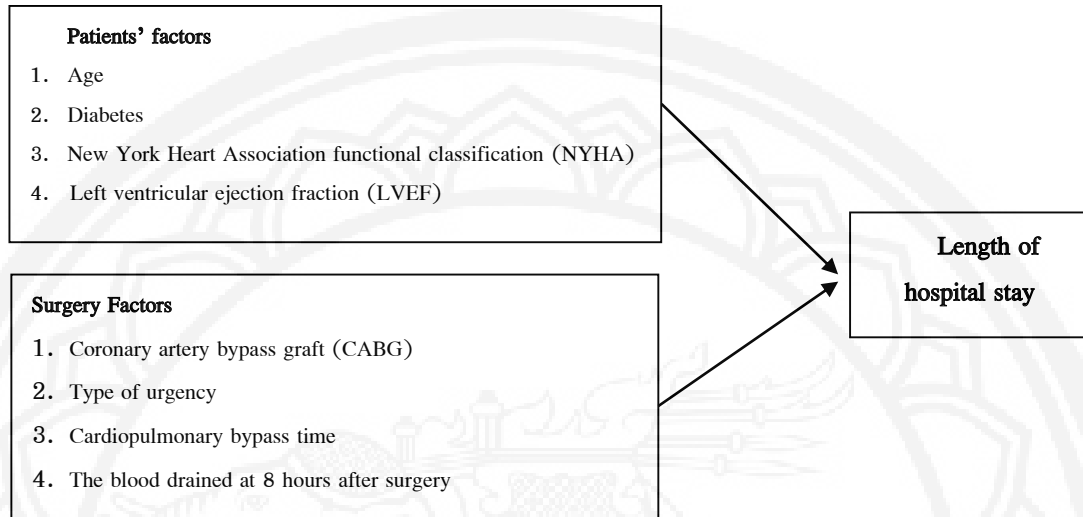 Patients’ factors
1. Age
2. Diabetes
3. New York Heart Association functional classification (NYHA)
4. Left ventricular ejection fraction (LVEF)
Surgery Factors
1. Coronary artery bypass graft (CABG)
2. Type of urgency
3. Cardiopulmonary bypass time
4. The blood drained at 8 hours after surgery
Length of
hospital stay